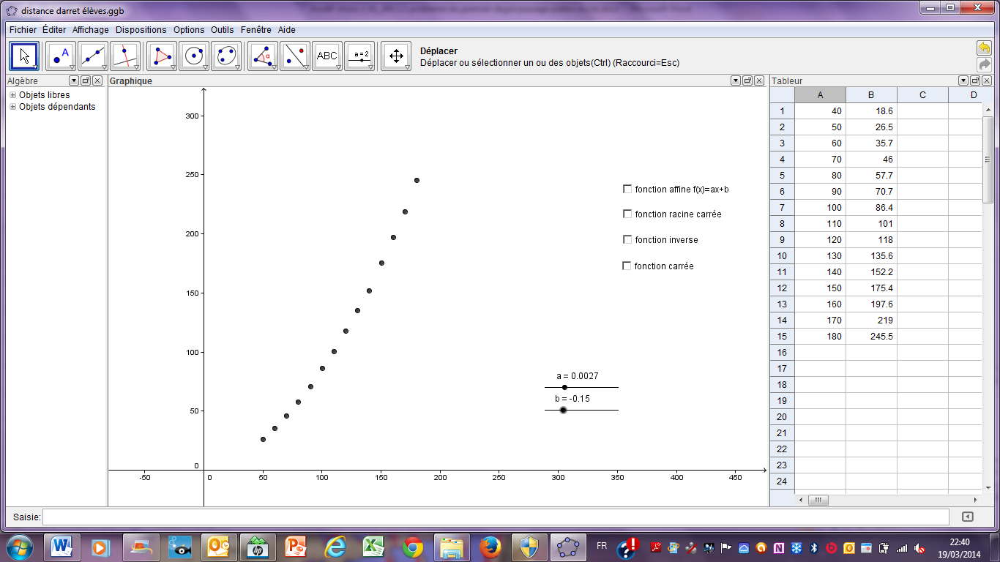 distance darret élèves.ggb
Fichier Éditer Affichage Dispositions Options Outils Fenêtre Aide
A
α
ABC
a = 2
Déplacer
Déplacer ou sélectionner un ou des objets(Ctrl) (Raccourci=Esc)
Algèbre
Graphique
Tableur
Objets libres
Objets dépendants
300
250
200
150
100
50
0
-50 0 50 100 150 200 250 300 350 400 450
fonction affine f(x)=ax+b
fonction racine carrée
fonction inverse
fonction carrée
a = 0.0027
b = -0.15
A B C D
1 40 18.6
2 50 26.5
3 60 35.7
4 70 46
5 80 57.7
6 90 70.7
7 100 86.4
8 110 101
9 120 118
10 130 135.6
11 140 152.2
12 150 175.4
13 160 197.6
14 170 219
15 180 245.5
16
17
18
19
20
21
22
23
24
Saisie:
FR
22:40
19/03/2014